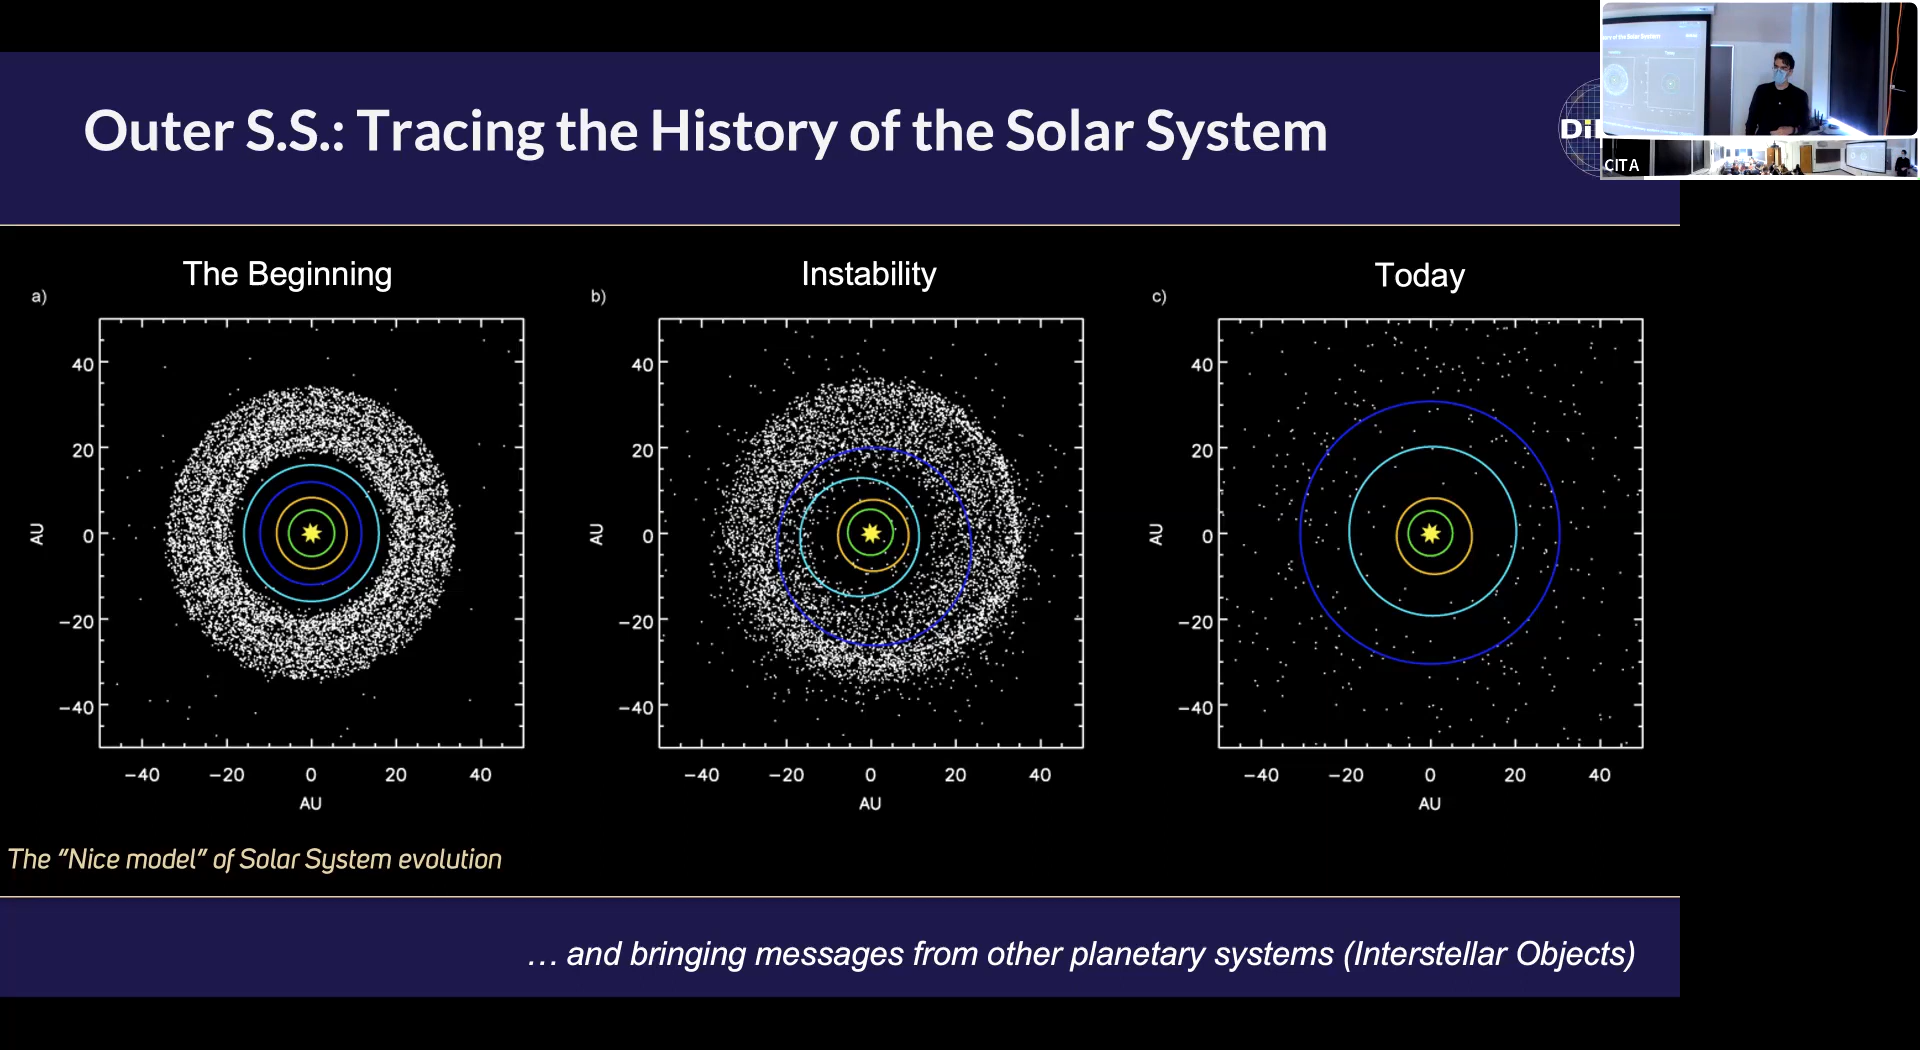 Outer S.S.: Tracing the History of the Solar System
CITA
The Beginning
a)
40
20
0
−20
−40
AU
−40 −20 0 20 40
AU
Instability
b)
40
20
0
−20
−40
AU
−40 −20 0 20 40
AU
Today
c)
40
20
0
−20
−40
AU
−40 −20 0 20 40
AU
The “Nice model” of Solar System evolution
… and bringing messages from other planetary systems (Interstellar Objects)